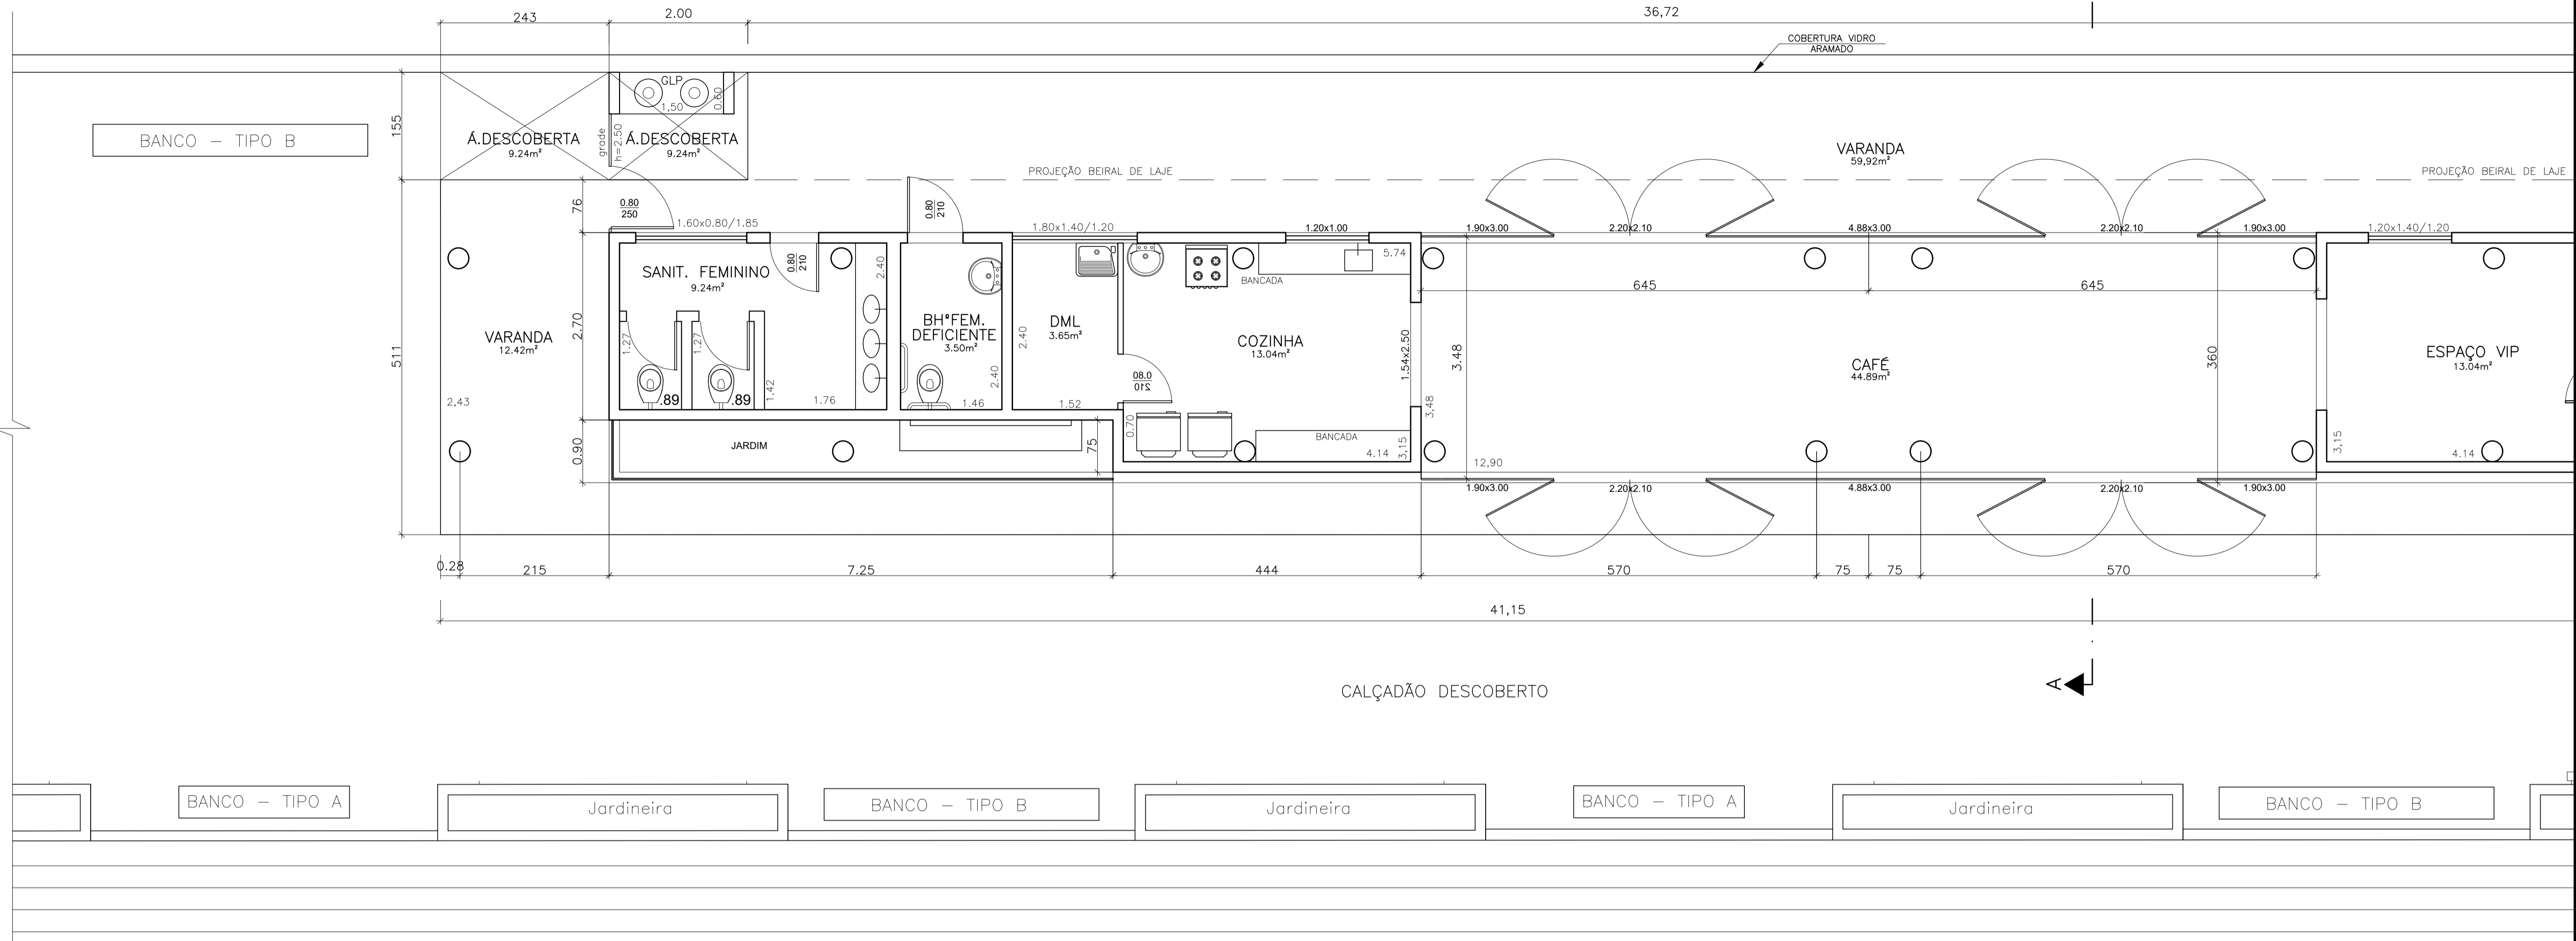 243
2.00
36,72
COBERTURA VIDRO
ARAMADO
GLP
1,50
0.60
155
BANCO – TIPO B
Á.DESCOBERTA
9.24m²
grade
h=2.50
Á.DESCOBERTA
9.24m²
VARANDA
59,92m²
PROJEÇÃO BEIRAL DE LAJE
PROJEÇÃO BEIRAL DE LAJE
76
0.80
250
1.60x0.80/1.85
0.80
210
1.80x1.40/1.20
1.20x1.00
1.90x3.00
2.20x2.10
4.88x3.00
2.20x2.10
1.90x3.00
1.20x1.40/1.20
SANIT. FEMININO
9.24m²
0.80
210
2.40
5.74
BANCADA
645
645
511
VARANDA
12.42m²
2.70
1.27
1.27
BHºFEM.
DEFICIENTE
3.50m²
2.40
DML
3.65m²
COZINHA
13.04m²
1.54x2.50
3.48
CAFÉ
44.89m²
360
ESPAÇO VIP
13.04m²
2,43
.89
.89
1.42
1.76
2.40
1.46
1.52
0.80
210
0,70
3,48
0.90
JARDIM
75
BANCADA
4.14
3,15
12,90
3,15
4.14
1.90x3.00
2.20x2.10
4.88x3.00
2.20x2.10
1.90x3.00
0.28
215
7.25
444
570
75
75
570
41,15
CALÇADÃO DESCOBERTO
A
BANCO – TIPO A
Jardineira
BANCO – TIPO B
Jardineira
BANCO – TIPO A
Jardineira
BANCO – TIPO B